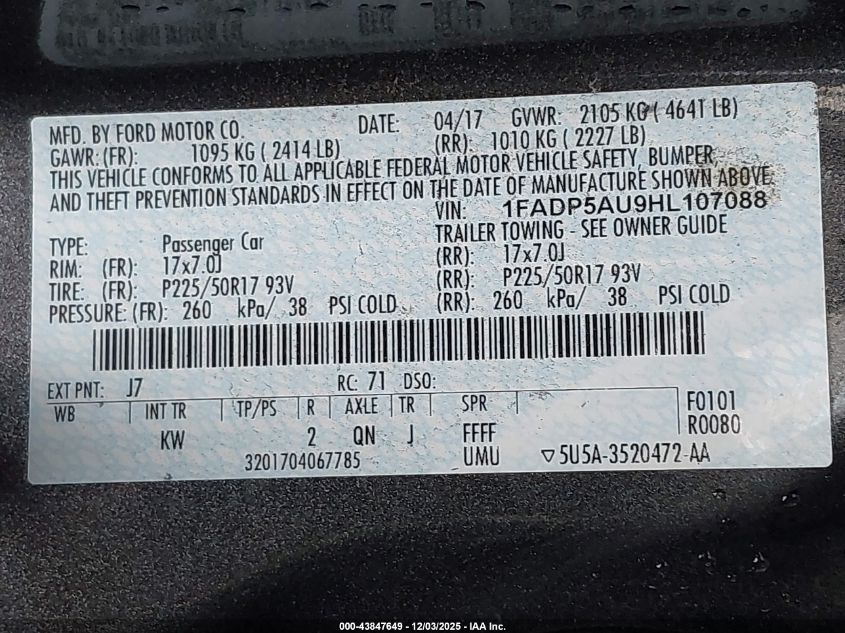 MFD. BY FORD MOTOR CO. DATE: 04/17 GVWR: 2105 KG ( 4641 LB)
GAWR: (FR): 1095 KG ( 2414 LB) (RR): 1010 KG ( 2227 LB)
THIS VEHICLE CONFORMS TO ALL APPLICABLE FEDERAL MOTOR VEHICLE SAFETY, BUMPER,
AND THEFT PREVENTION STANDARDS IN EFFECT ON THE DATE OF MANUFACTURE SHOWN ABOVE.
VIN: 1FADP5AU9HL107088
TYPE: Passenger Car TRAILER TOWING - SEE OWNER GUIDE
RIM: (FR): 17x7.0J (RR): 17x7.0J
TIRE: (FR): P225/50R17 93V (RR): P225/50R17 93V
PRESSURE: (FR): 260 kPa/ 38 PSI COLD (RR): 260 kPa/ 38 PSI COLD
EXT PNT: J7 RC: 71 DSO:
WB INT TR TP/PS R AXLE TR SPR F0101
KW 2 QN J FFFF R0080
3201704067785 UMU ▽5U5A-3520472-AA
000-43847649 - 12/03/2025 - IAA Inc.